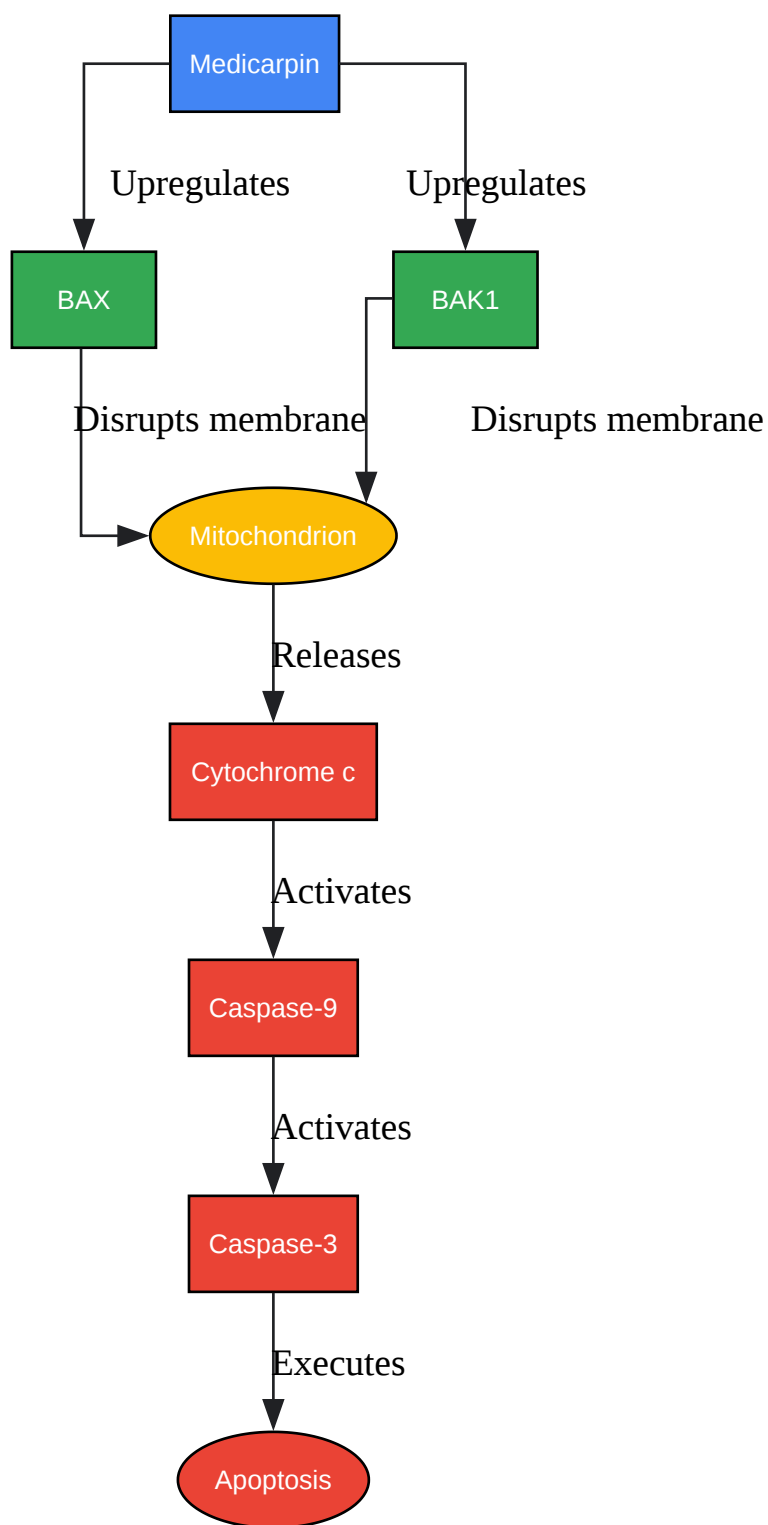 Medicarpin
Upregulates
Upregulates
BAX
BAK1
Disrupts membrane
Disrupts membrane
Mitochondrion
Releases
Cytochrome c
Activates
Caspase-9
Activates
Caspase-3
Executes
Apoptosis